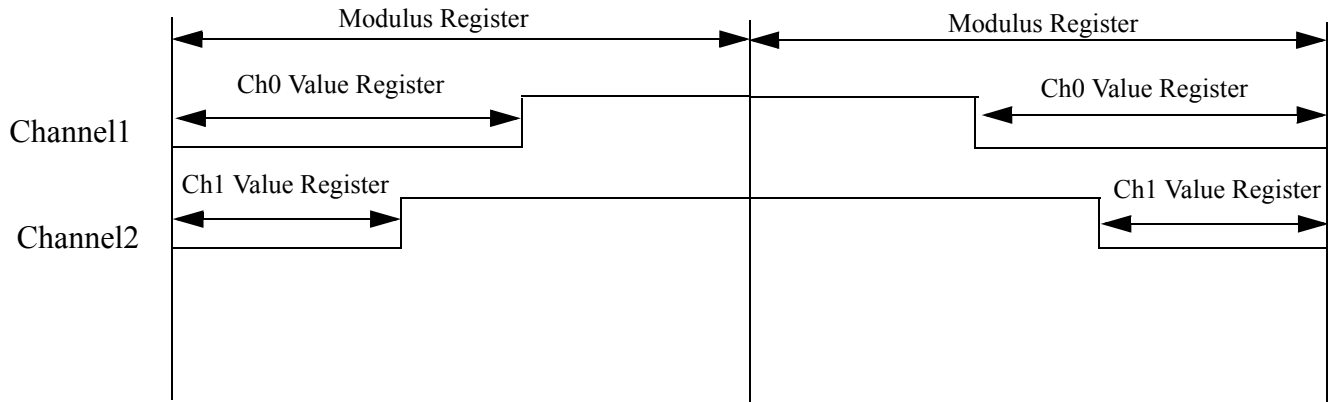 Modulus Register
Modulus Register
Ch0 Value Register
Ch0 Value Register
Channel1
Ch1 Value Register
Ch1 Value Register
Channel2